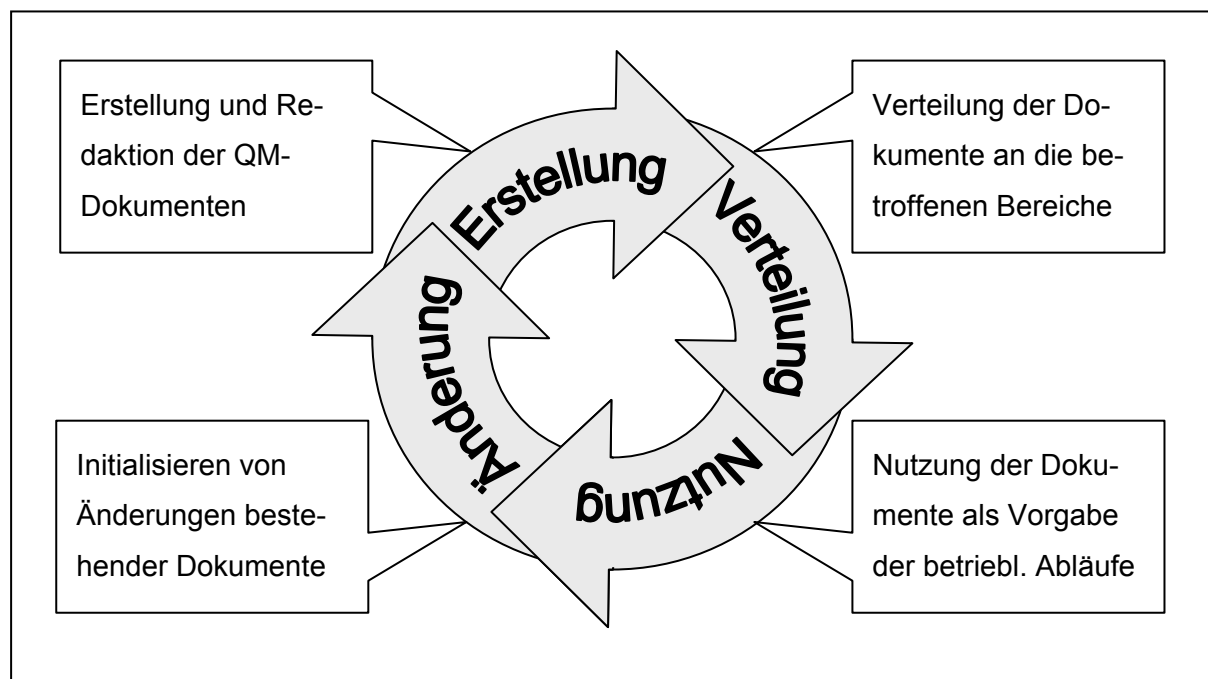 Erstellung und Re-
daktion der QM-
Dokumenten
Verteilung der Do-
kumente an die be-
troffenen Bereiche
Erstellung
Verteilung
Nutzung
Änderung
Initialisieren von
Änderungen beste-
hender Dokumente
Nutzung der Doku-
mente als Vorgabe
der betriebl. Abläufe